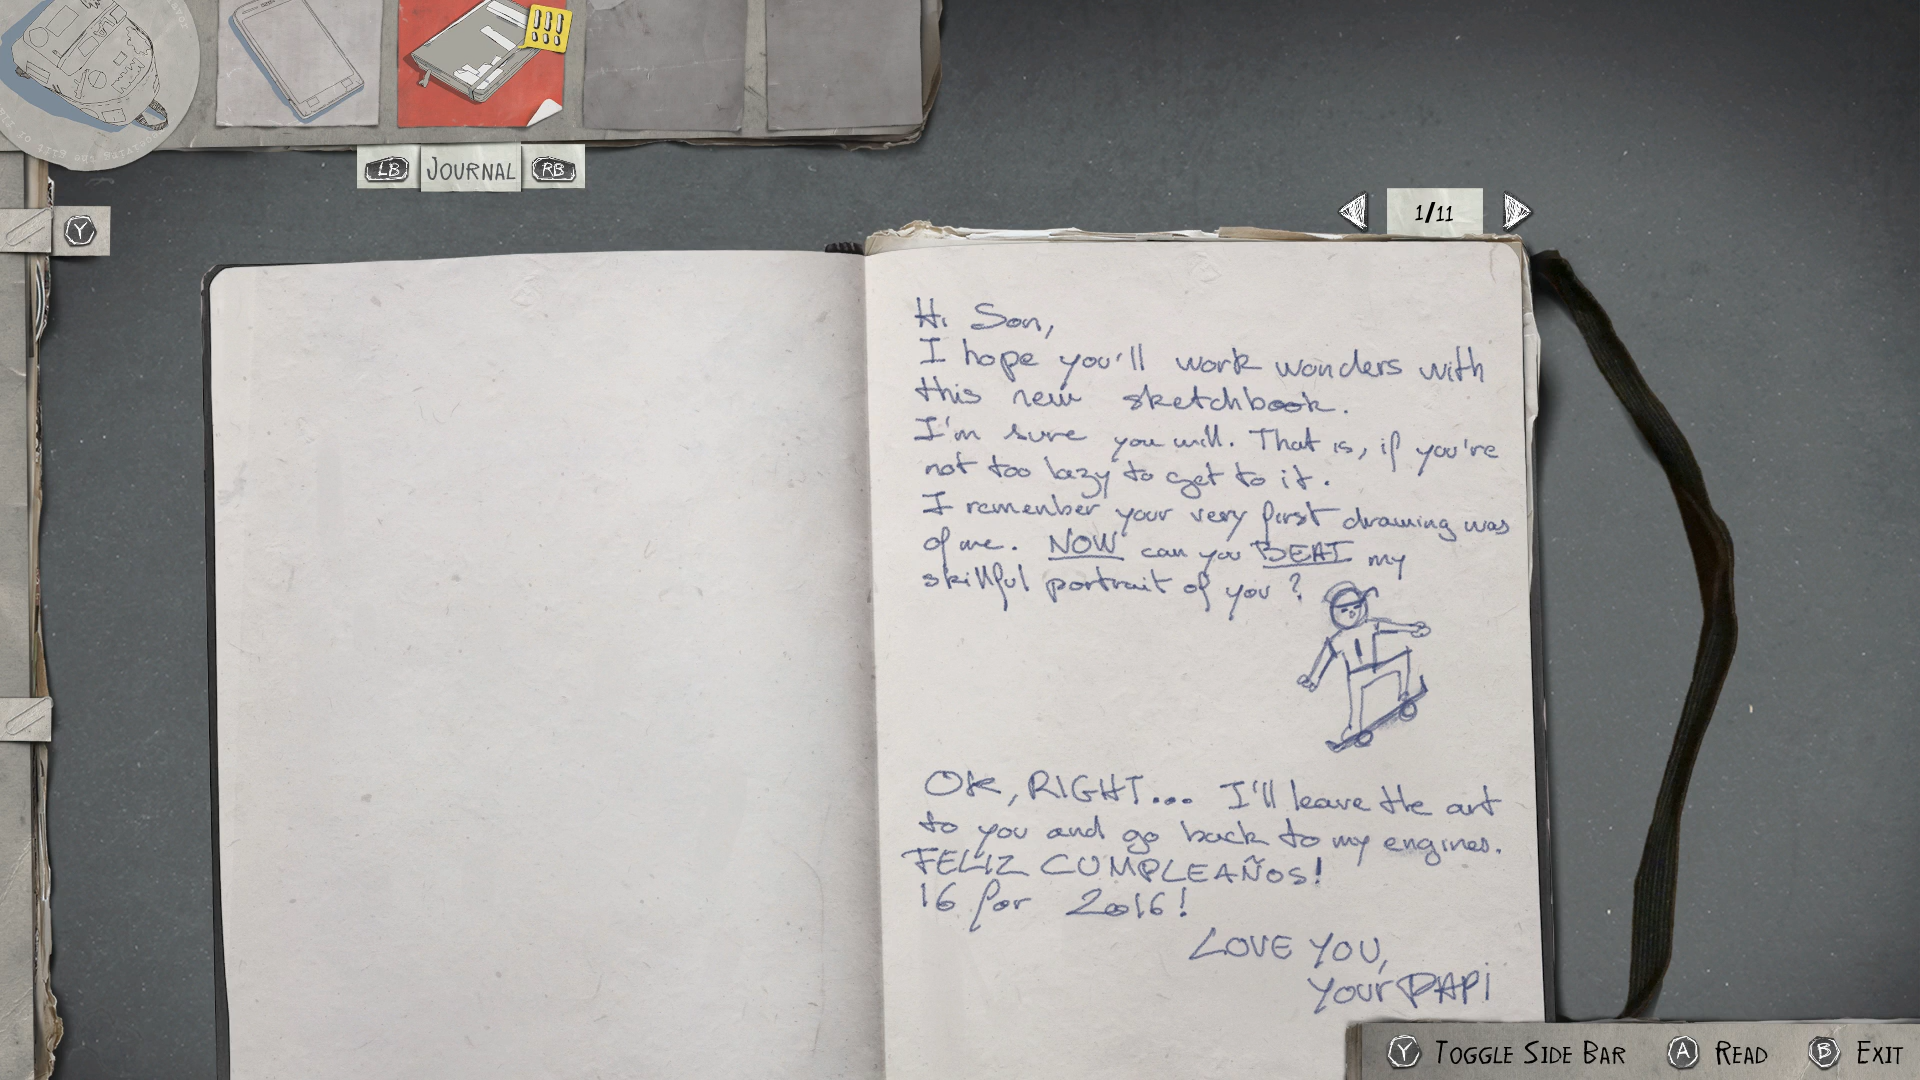 LB JOURNAL RB
Y
1/11
Hi Son,
I hope you'll work wonders with
this new sketchbook.
I'm sure you will. That is, if you're
not too lazy to get to it.
I remember your very first drawing was
of me. NOW can you BEAT my
skillful portrait of you?
OK, RIGHT... I'll leave the art
to you and go back to my engines.
FELIZ CUMPLEAÑOS!
16 for 2016!
LOVE YOU,
Your PAPI
Y TOGGLE SIDE BAR A READ B EXIT